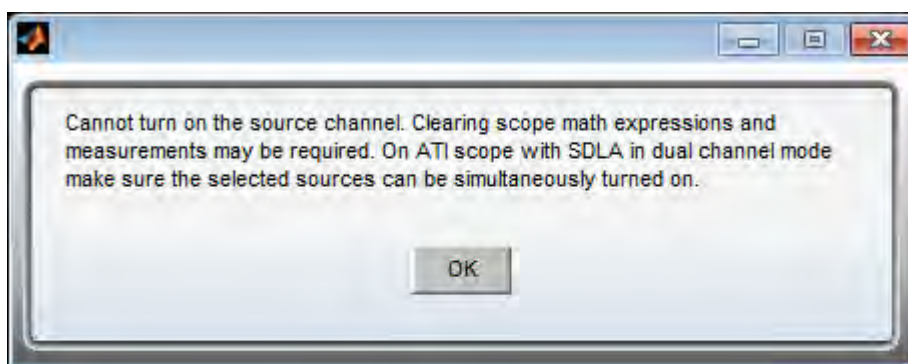 Cannot turn on the source channel. Clearing scope math expressions and
measurements may be required. On ATI scope with SDLA in dual channel mode
make sure the selected sources can be simultaneously turned on.
OK